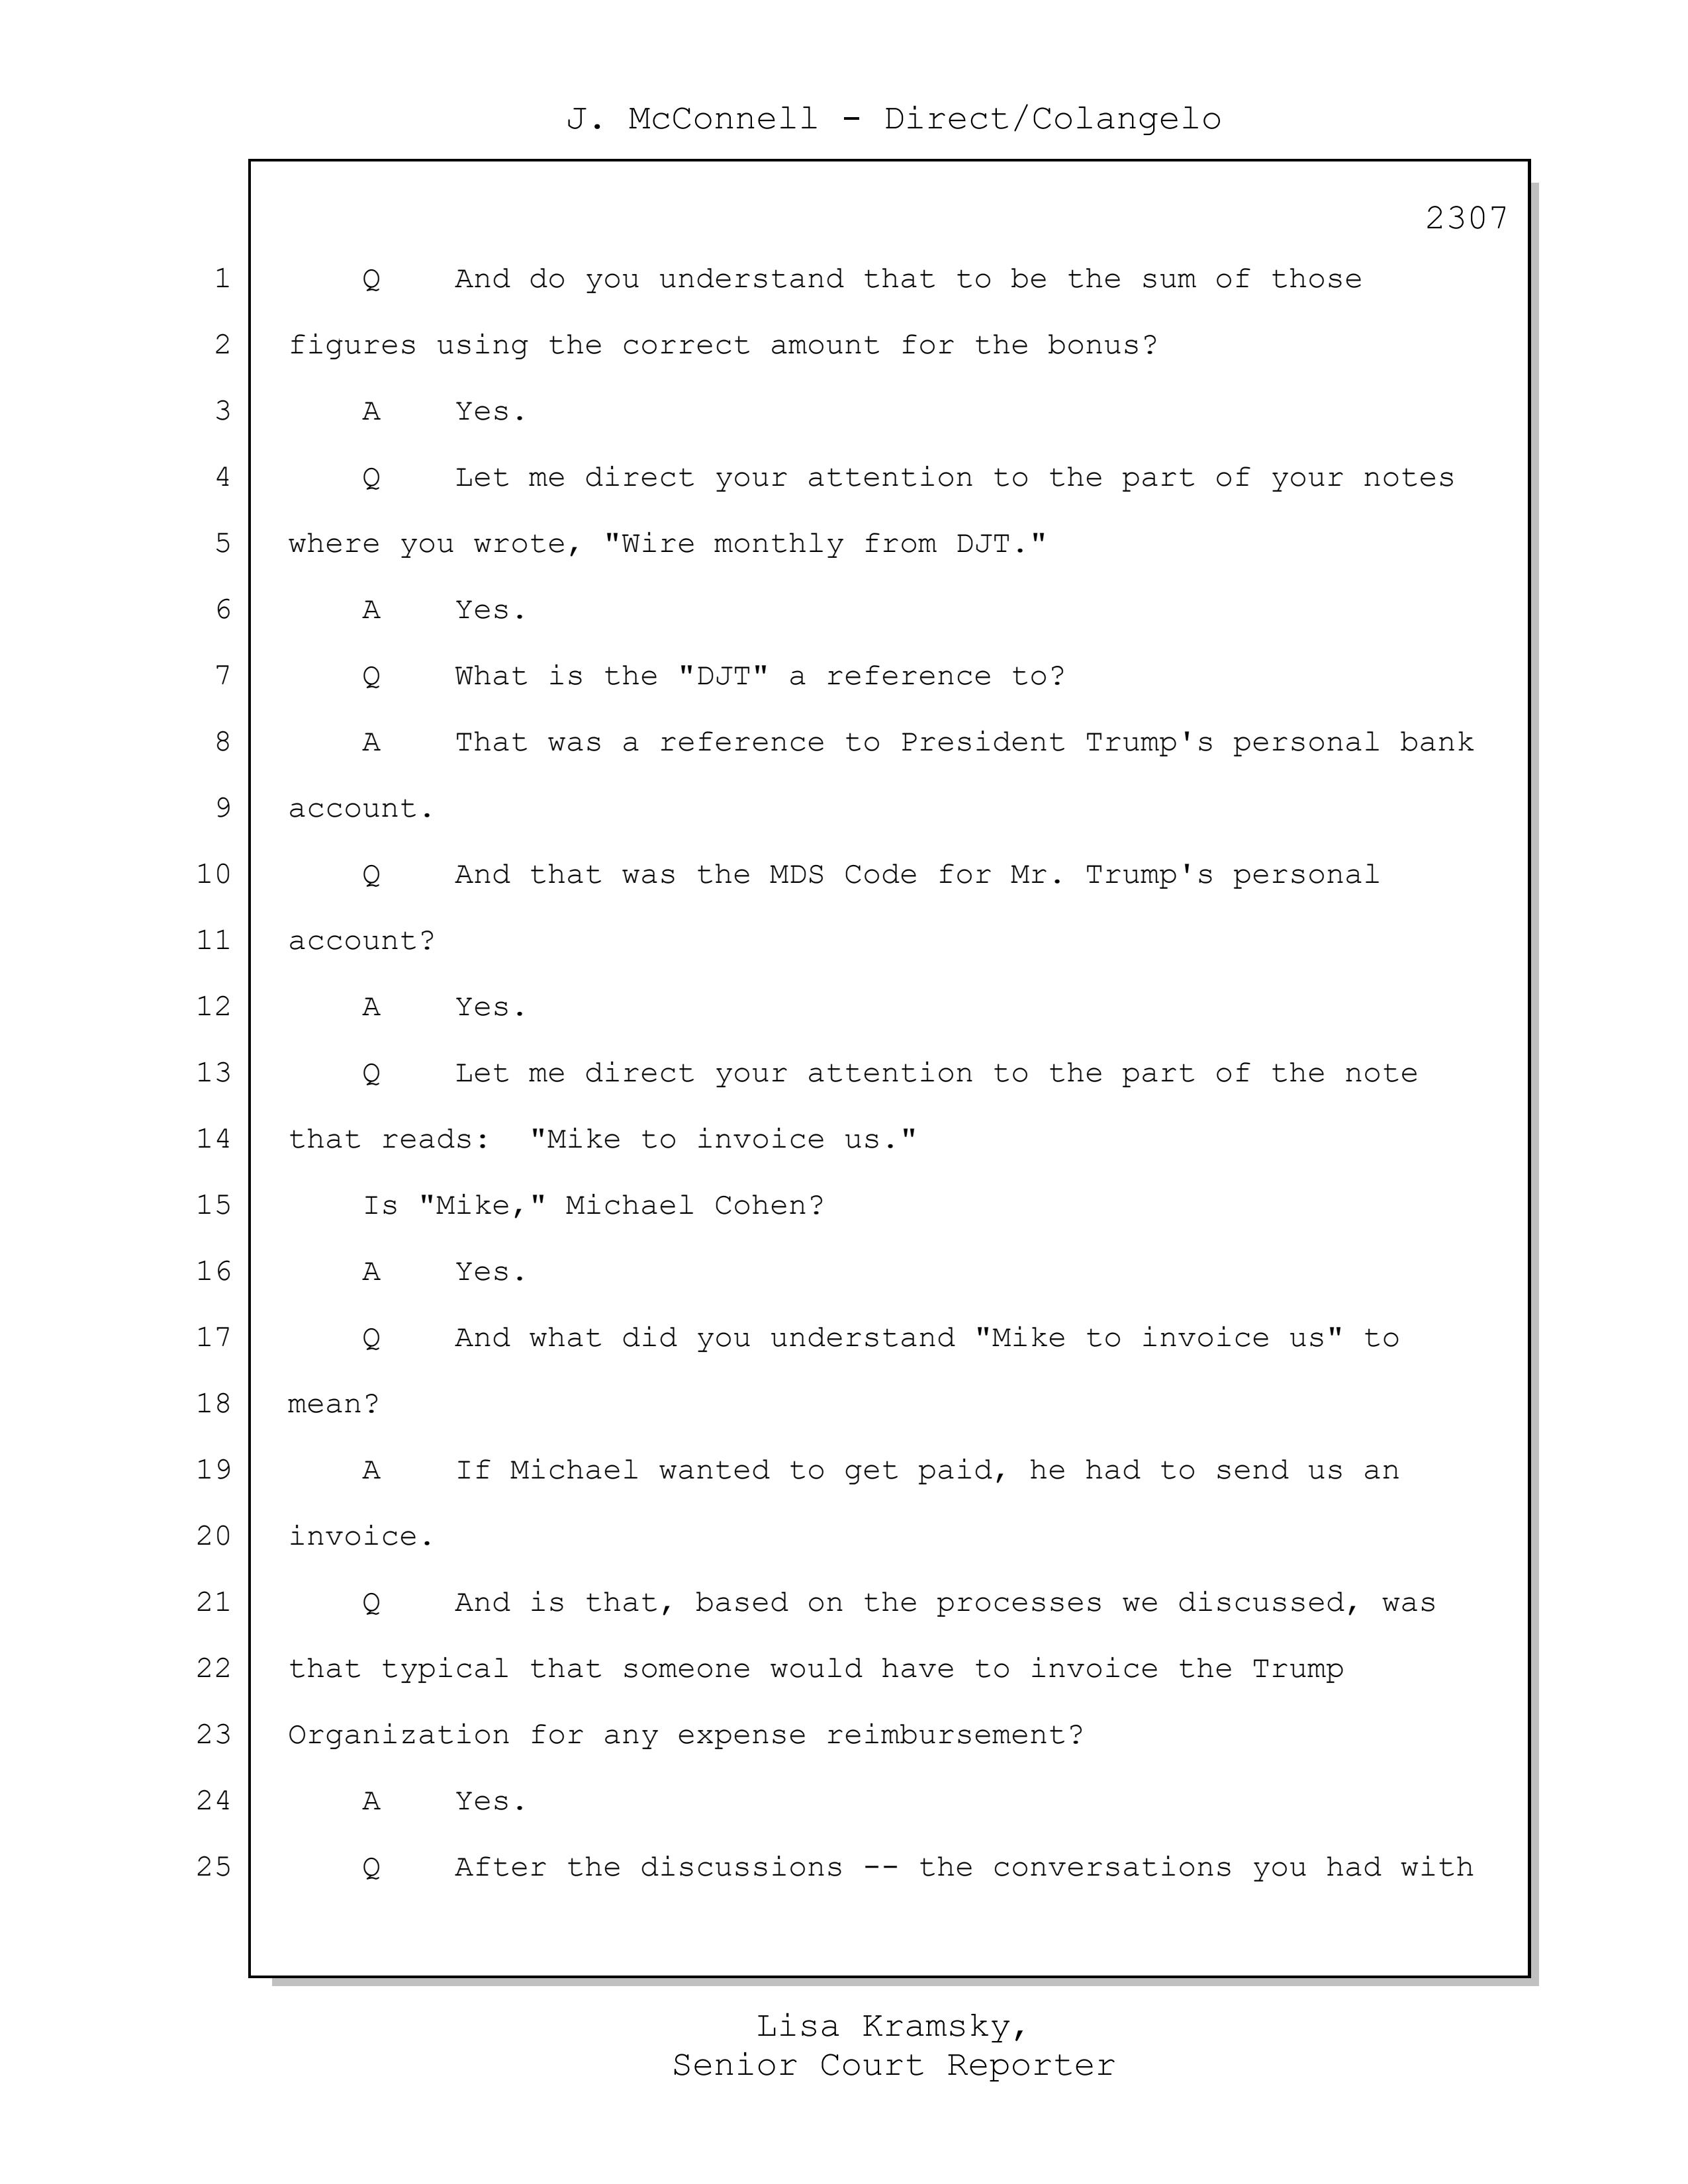 J. McConnell - Direct/Colangelo
2307
1 Q And do you understand that to be the sum of those
2 figures using the correct amount for the bonus?
3 A Yes.
4 Q Let me direct your attention to the part of your notes
5 where you wrote, "Wire monthly from DJT."
6 A Yes.
7 Q What is the "DJT" a reference to?
8 A That was a reference to President Trump's personal bank
9 account.
10 Q And that was the MDS Code for Mr. Trump's personal
11 account?
12 A Yes.
13 Q Let me direct your attention to the part of the note
14 that reads: "Mike to invoice us."
15 Is "Mike," Michael Cohen?
16 A Yes.
17 Q And what did you understand "Mike to invoice us" to
18 mean?
19 A If Michael wanted to get paid, he had to send us an
20 invoice.
21 Q And is that, based on the processes we discussed, was
22 that typical that someone would have to invoice the Trump
23 Organization for any expense reimbursement?
24 A Yes.
25 Q After the discussions -- the conversations you had with
Lisa Kramsky,
Senior Court Reporter